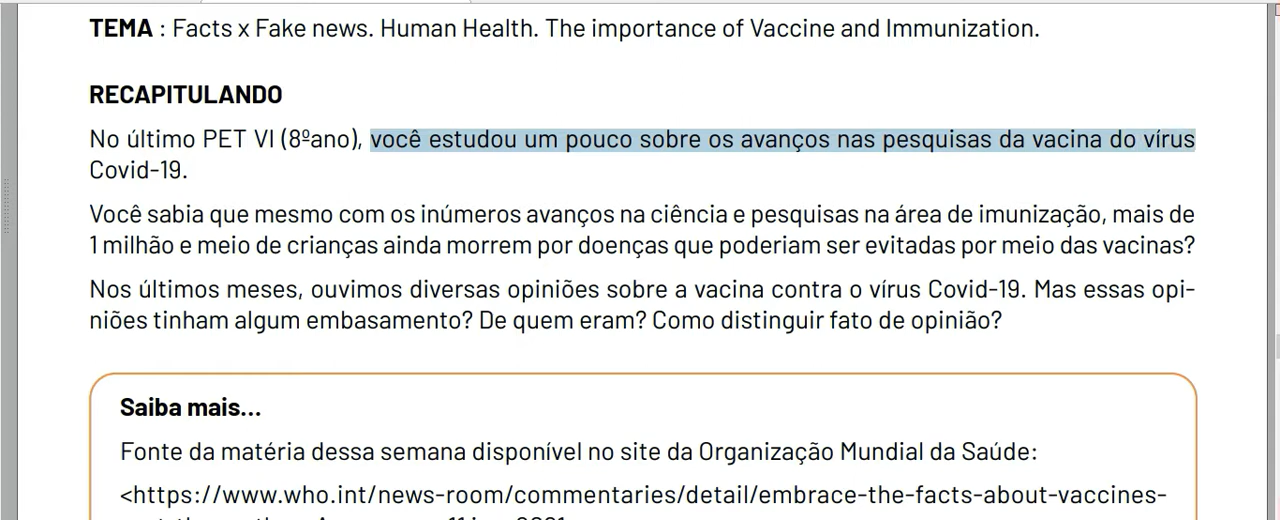 TEMA : Facts x Fake news. Human Health. The importance of Vaccine and Immunization.
RECAPITULANDO
No último PET VI (8ºano), você estudou um pouco sobre os avanços nas pesquisas da vacina do vírus
Covid-19.
Você sabia que mesmo com os inúmeros avanços na ciência e pesquisas na área de imunização, mais de
1 milhão e meio de crianças ainda morrem por doenças que poderiam ser evitadas por meio das vacinas?
Nos últimos meses, ouvimos diversas opiniões sobre a vacina contra o vírus Covid-19. Mas essas opi-
niões tinham algum embasamento? De quem eram? Como distinguir fato de opinião?
Saiba mais...
Fonte da matéria dessa semana disponível no site da Organização Mundial da Saúde:
<https://www.who.int/news-room/commentaries/detail/embrace-the-facts-about-vaccines-